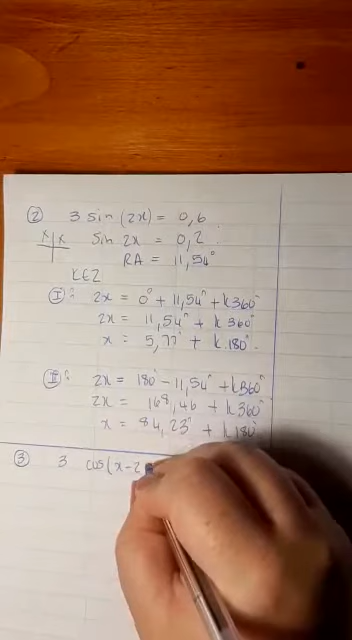 ② 3 sin (2x) = 0,6
x | x sin 2x = 0,2
RA = 11,54°
k∈Z
Ⅰ: 2x = 0° + 11,54° + k360°
2x = 11,54° + k 360°
x = 5,77° + k.180°.
Ⅱ: 2x = 180° - 11,54° + k360°
2x = 168,46 + k360°
x = 84,23° + k180°
③ 3 cos(x-2